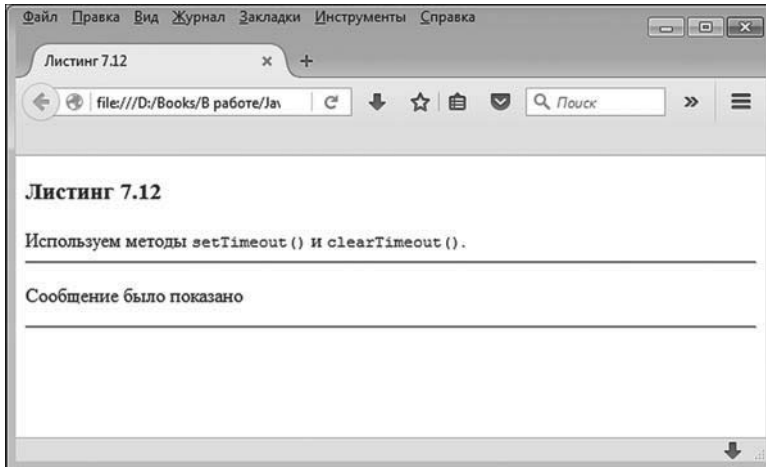 Файл Правка Вид Журнал Закладки Инструменты Справка
Листинг 7.12
file:///D:/Books/В работе/Jav
Поиск
Листинг 7.12
Используем методы setTimeout() и clearTimeout().
Сообщение было показано